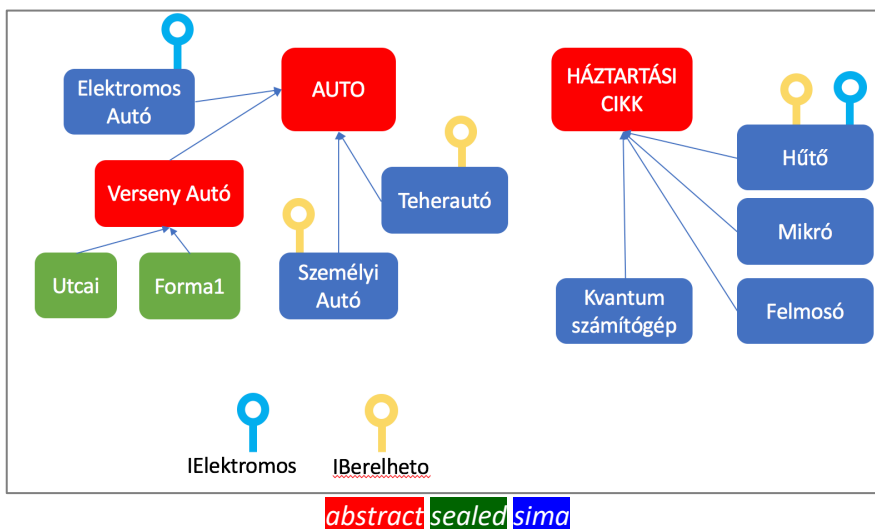 Elektromos
Autó
AUTO
HÁZTARTÁSI
CIKK
Hűtő
Verseny Autó
Teherautó
Mikró
Utcai
Forma1
Személyi
Autó
Kvantum
számítógép
Felmosó
IElektromos
IBerelheto
abstract sealed sima